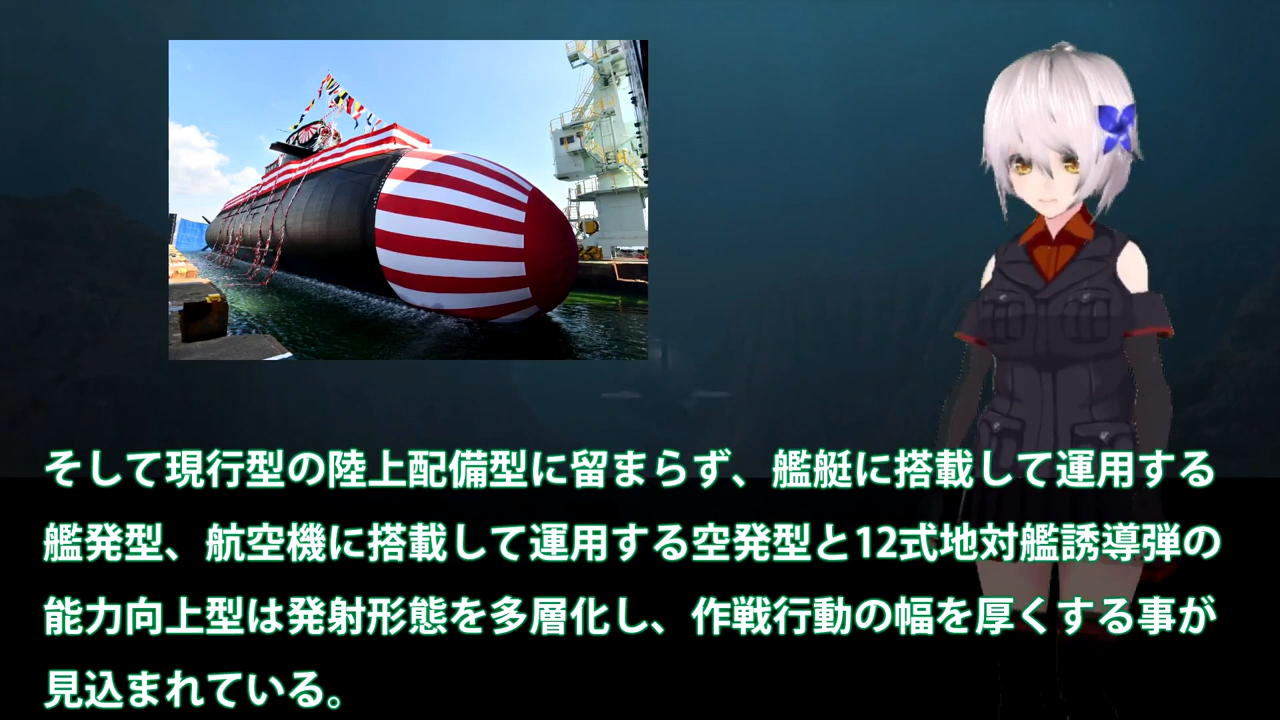 そして現行型の陸上配備型に留まらず、艦艇に搭載して運用する
艦発型、航空機に搭載して運用する空発型と12式地対艦誘導弾の
能力向上型は発射形態を多層化し、作戦行動の幅を厚くする事が
見込まれている。